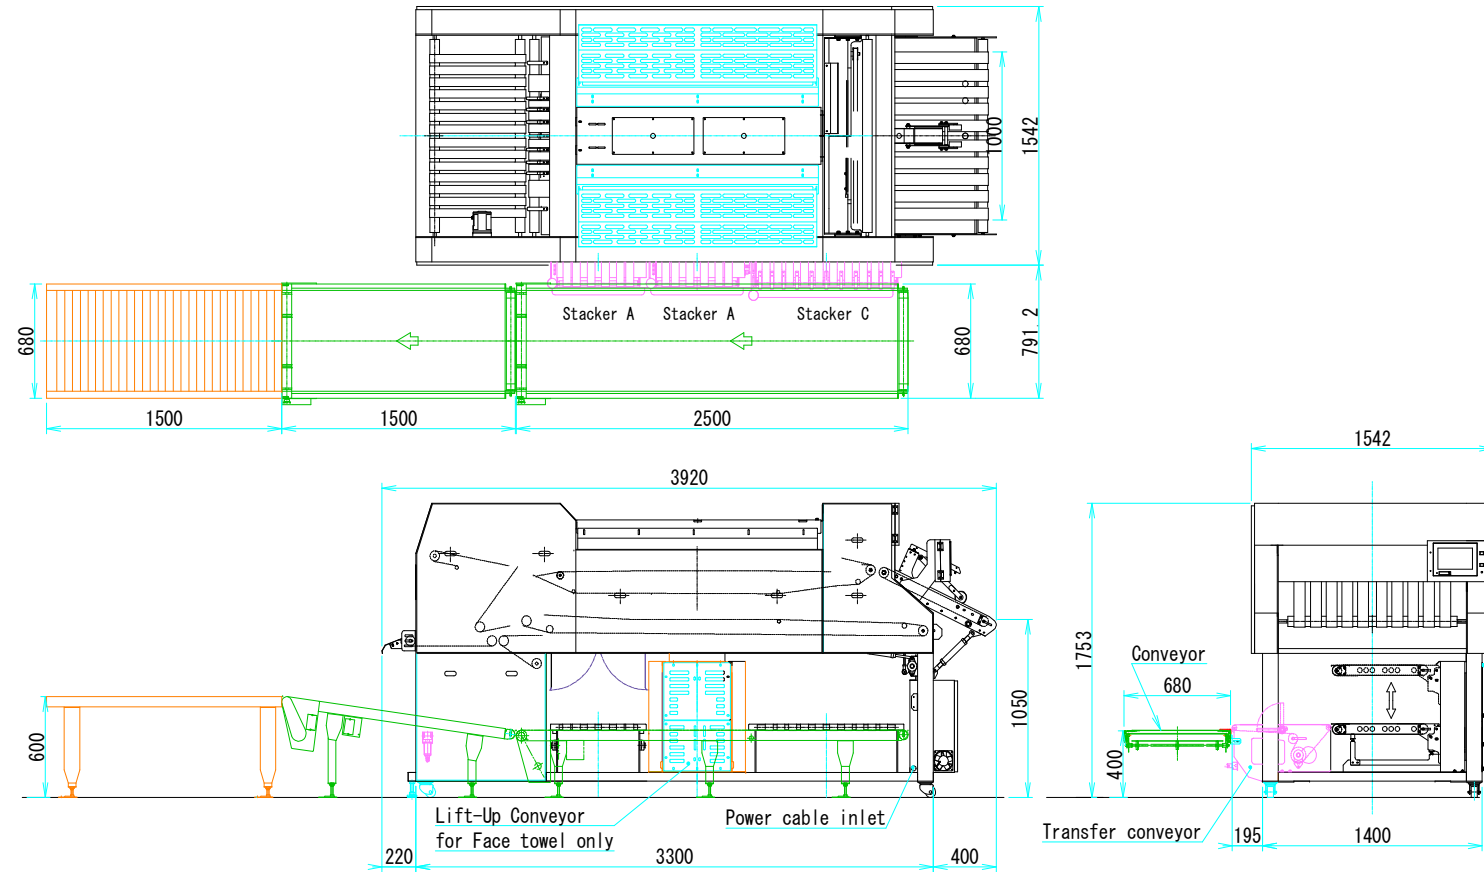 1000
1542
680
Stacker A
Stacker A
Stacker C
680
791.2
1500
1500
2500
3920
1542
1753
Conveyor
680
1050
600
400
Lift-Up Conveyor
for Face towel only
Power cable inlet
Transfer conveyor
195
1400
220
3300
400